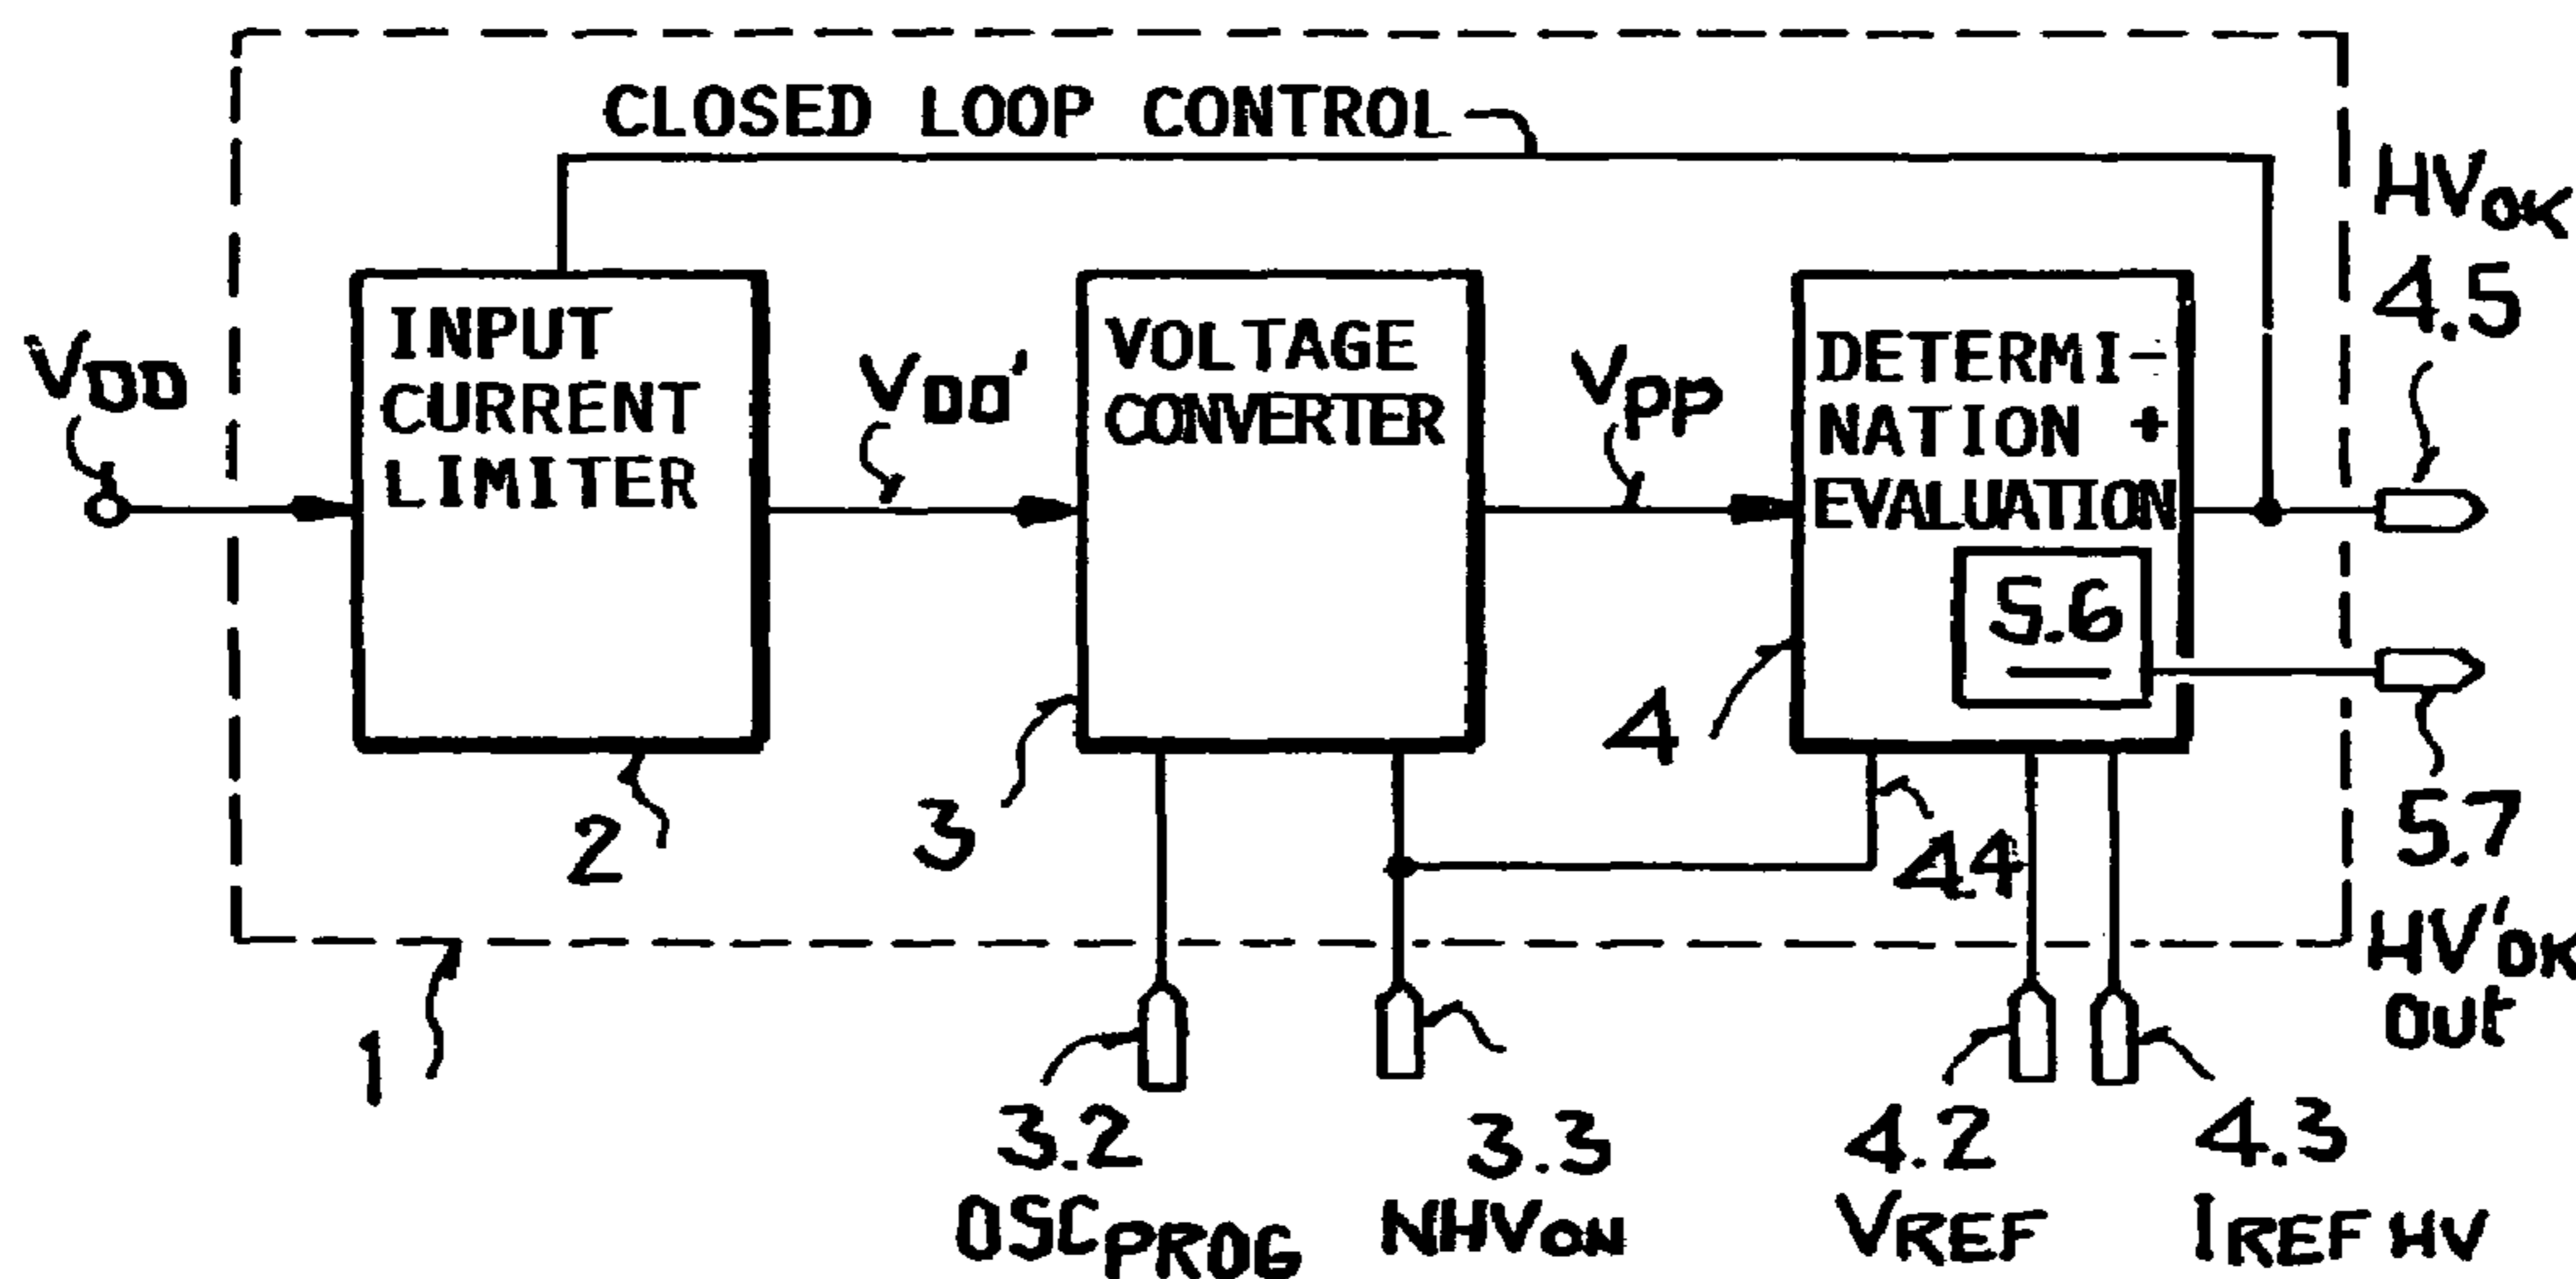 CLOSED LOOP CONTROL
HVOK
4.5
VDD
INPUT
CURRENT
LIMITER
VDD'
VOLTAGE
CONVERTER
VPP
DETERMI-
NATION +
EVALUATION
5.6
4
3
2
44
5.7
HV'OK
out
1
3.2
OSCPROG
3.3
NHVON
4.2
VREF
4.3
IREF HV